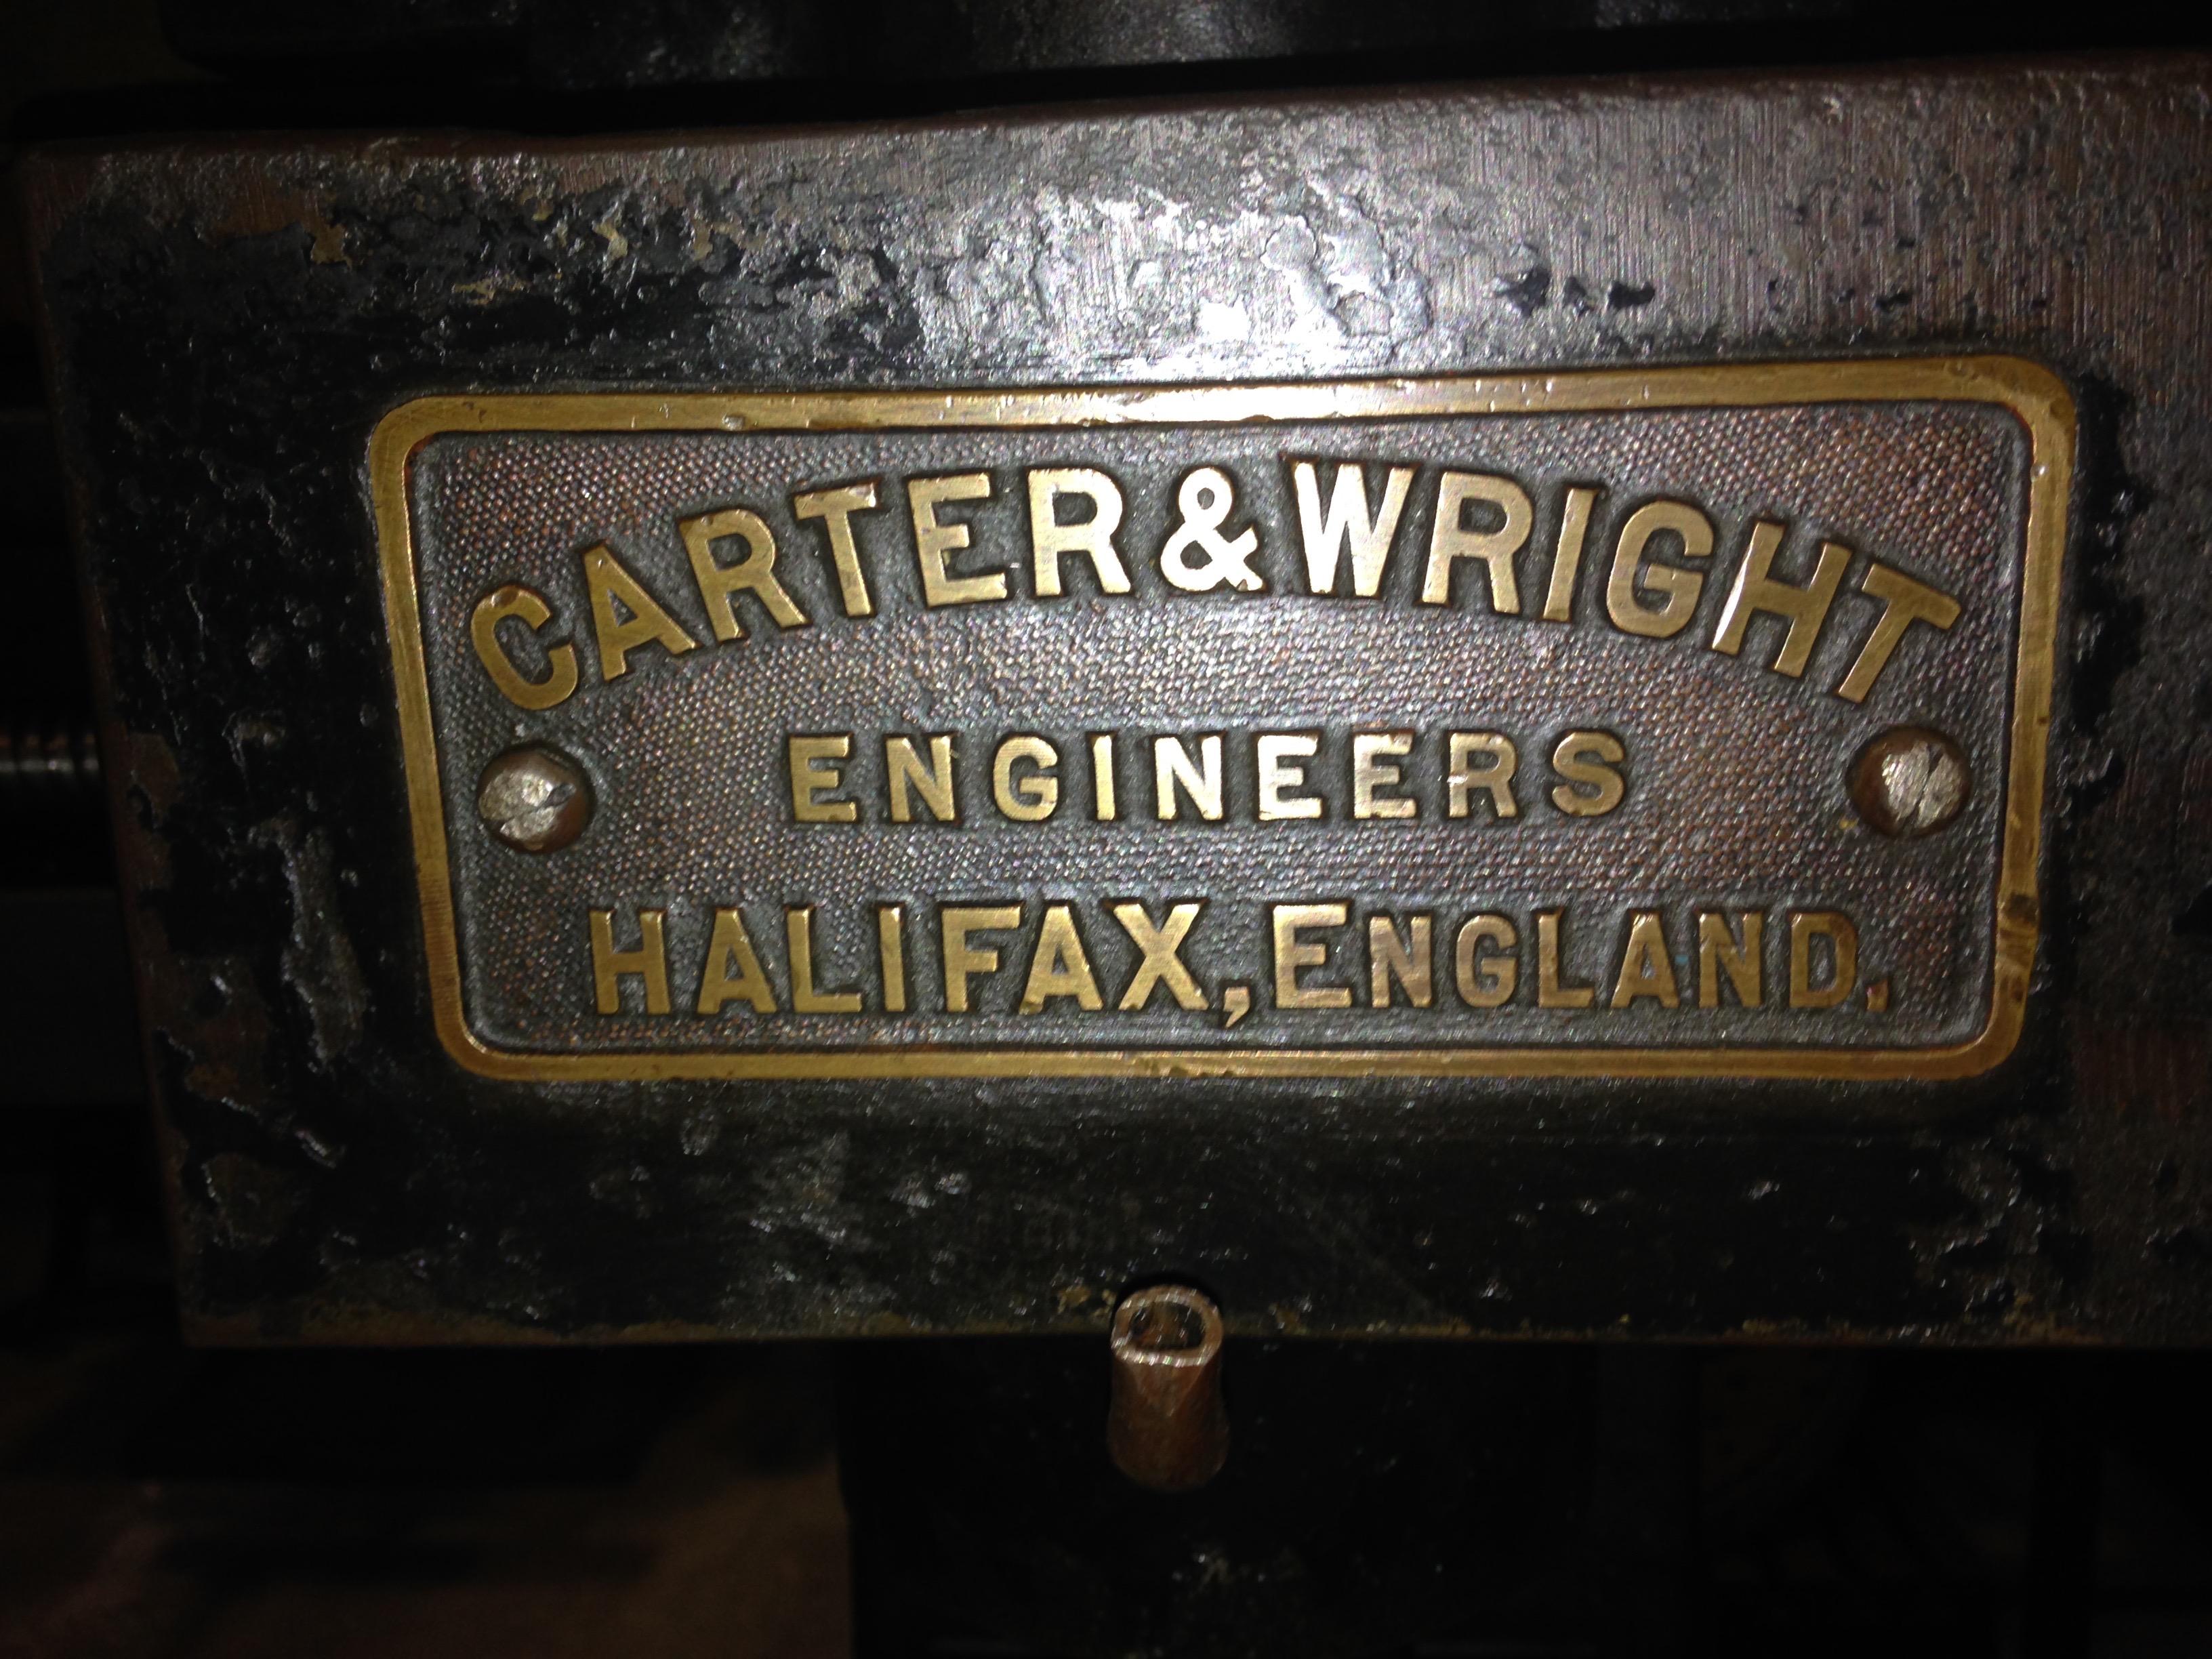 CARTER & WRIGHT
ENGINEERS
HALIFAX, ENGLAND.